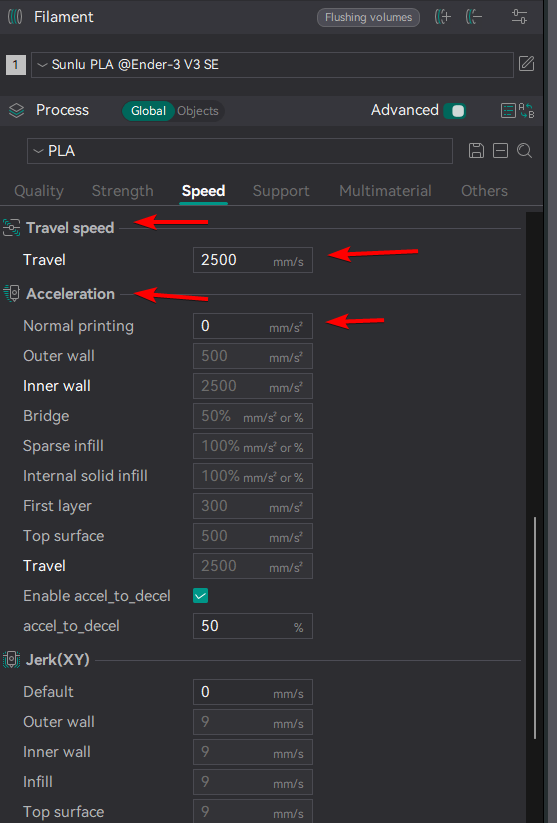 Filament Flushing volumes
1 Sunlu PLA @Ender-3 V3 SE
Process Global Objects Advanced A B
PLA
Quality Strength Speed Support Multimaterial Others
Travel speed
Travel 2500 mm/s
Acceleration
Normal printing 0 mm/s²
Outer wall 500 mm/s²
Inner wall 2500 mm/s²
Bridge 50% mm/s² or %
Sparse infill 100% mm/s² or %
Internal solid infill 100% mm/s² or %
First layer 300 mm/s²
Top surface 500 mm/s²
Travel 2500 mm/s²
Enable accel_to_decel
accel_to_decel 50 %
Jerk(XY)
Default 0 mm/s
Outer wall 9 mm/s
Inner wall 9 mm/s
Infill 9 mm/s
Top surface 9 mm/s